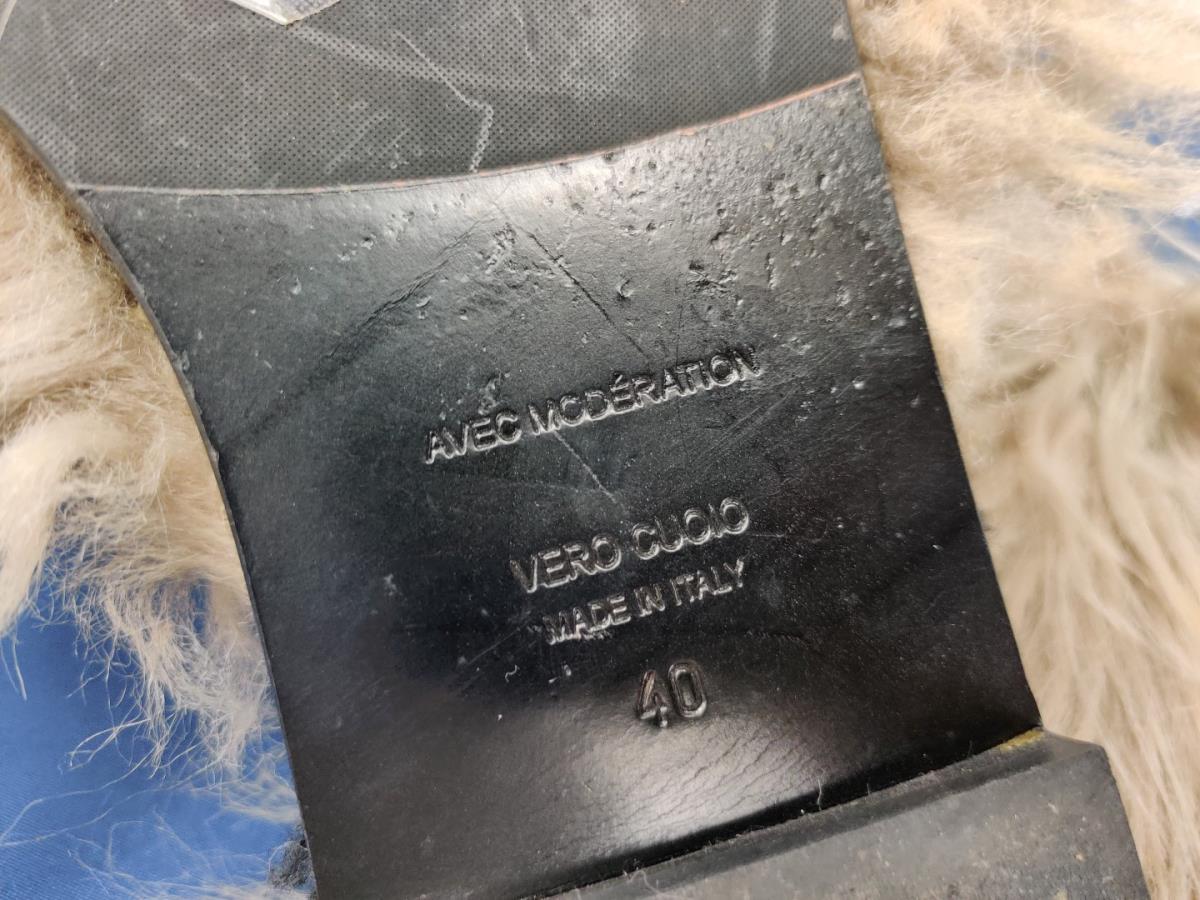 AVEC MODÉRATION
VERO CUOIO
MADE IN ITALY
40